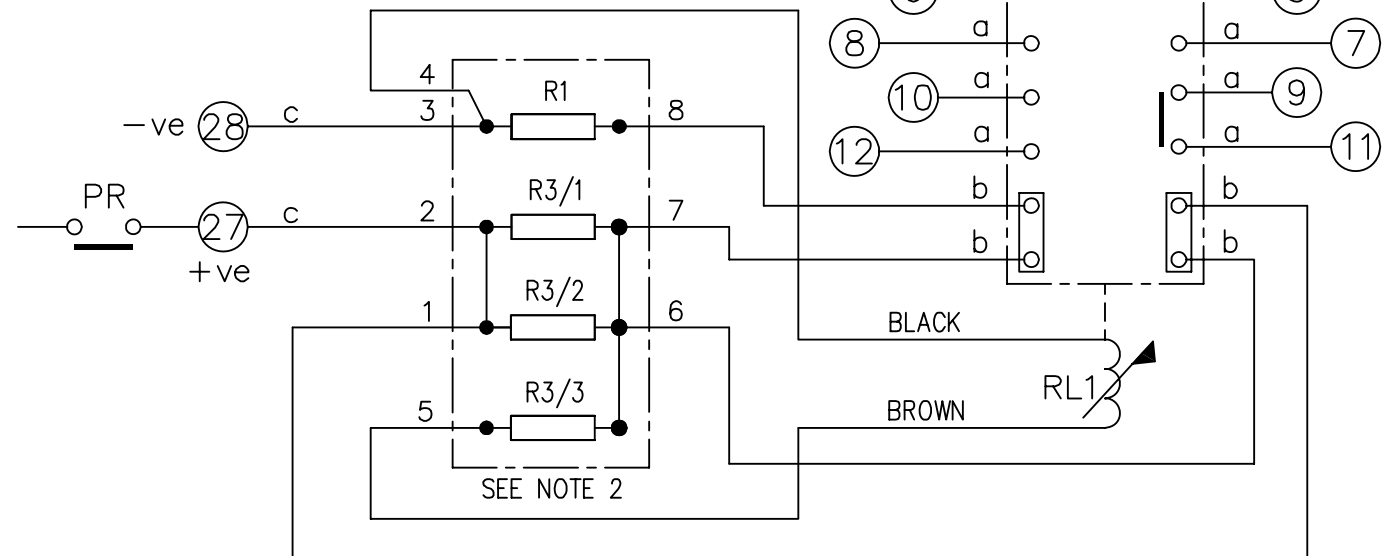 8 a a 7
4 R1 10 a a 9
-ve 28 c 3 8 12 a a 11
PR R3/1 b b
27 c 2 7 b b
+ve R3/2
1 6 BLACK
R3/3 RL1
5 BROWN
SEE NOTE 2